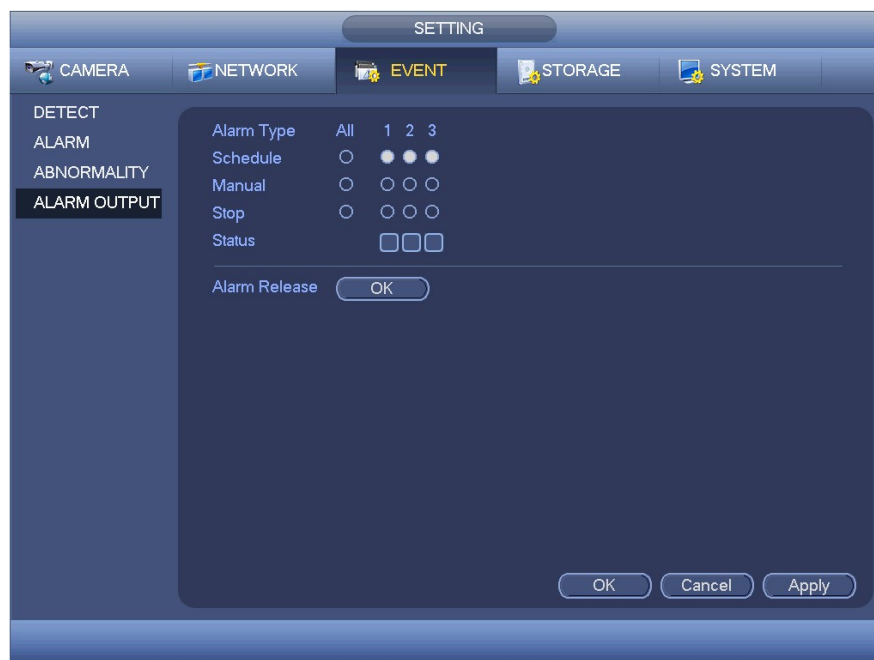 SETTING
CAMERA NETWORK EVENT STORAGE SYSTEM
DETECT
ALARM
ABNORMALITY
ALARM OUTPUT
Alarm Type All 1 2 3
Schedule
Manual
Stop
Status
Alarm Release OK
OK Cancel Apply